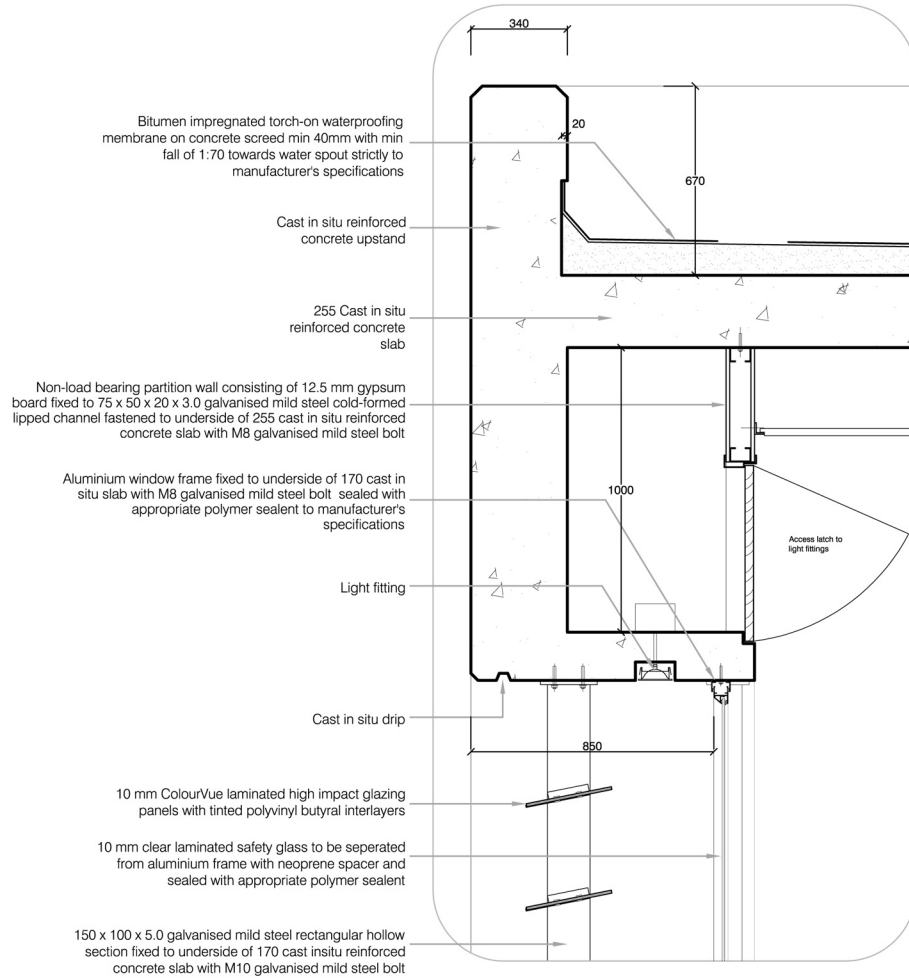 340
Bitumen impregnated torch-on waterproofing
membrane on concrete screed min 40mm with min
fall of 1:70 towards water spout strictly to
manufacturer's specifications
20
670
Cast in situ reinforced
concrete upstand
255 Cast in situ
reinforced concrete
slab
Non-load bearing partition wall consisting of 12.5 mm gypsum
board fixed to 75 x 50 x 20 x 3.0 galvanised mild steel cold-formed
lipped channel fastened to underside of 255 cast in situ reinforced
concrete slab with M8 galvanised mild steel bolt
Aluminium window frame fixed to underside of 170 cast in
situ slab with M8 galvanised mild steel bolt sealed with
appropriate polymer sealent to manufacturer's
specifications
1000
Access latch to
light fittings
Light fitting
Cast in situ drip
850
10 mm ColourVue laminated high impact glazing
panels with tinted polyvinyl butyral interlayers
10 mm clear laminated safety glass to be seperated
from aluminium frame with neoprene spacer and
sealed with appropriate polymer sealent
150 x 100 x 5.0 galvanised mild steel rectangular hollow
section fixed to underside of 170 cast insitu reinforced
concrete slab with M10 galvanised mild steel bolt